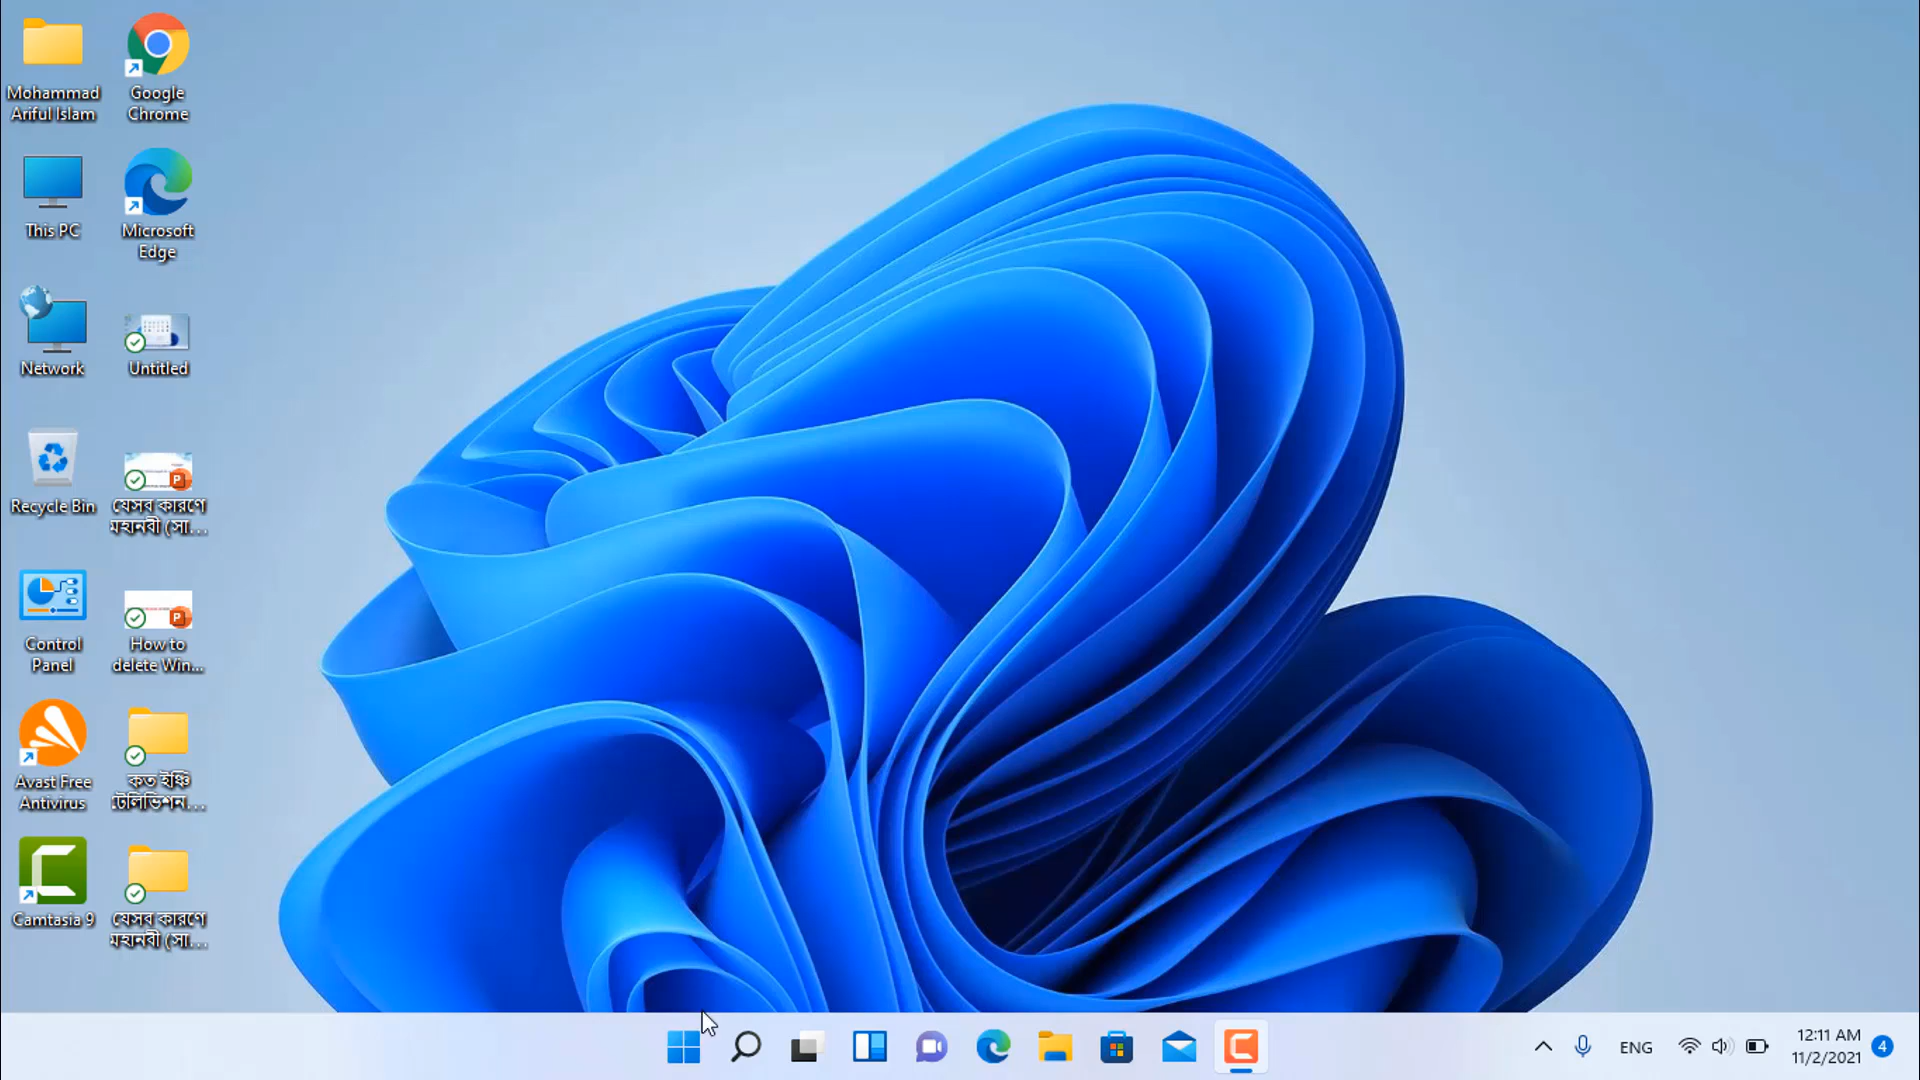 Mohammad
Ariful Islam
Google
Chrome
This PC
Microsoft
Edge
Network
Untitled
Recycle Bin
যেসব কারণে
মহানবী (সা...
Control
Panel
How to
delete Win...
Avast Free
Antivirus
কত ইঞ্চি
টেলিভিশন...
Camtasia 9
যেসব কারণে
মহানবী (সা...
ENG
12:11 AM
11/2/2021
4